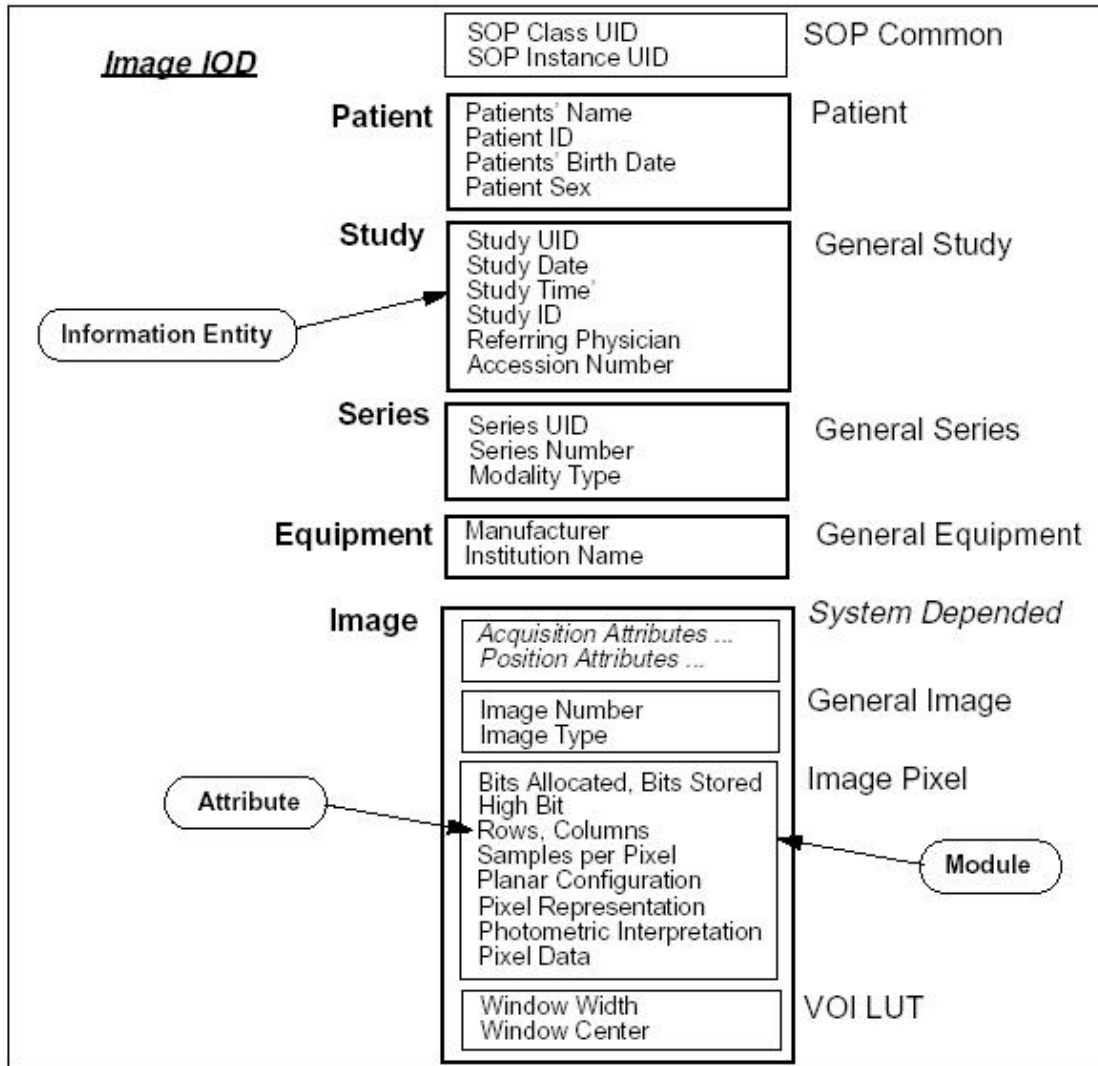 Image IOD
SOP Class UID
SOP Instance UID
SOP Common
Patient
Patients' Name
Patient ID
Patients' Birth Date
Patient Sex
Patient
Study
Study UID
Study Date
Study Time'
Study ID
Referring Physician
Accession Number
General Study
Information Entity
Series
Series UID
Series Number
Modality Type
General Series
Equipment
Manufacturer
Institution Name
General Equipment
Image
Acquisition Attributes ...
Position Attributes ...
System Depended
Image Number
Image Type
General Image
Attribute
Bits Allocated, Bits Stored
High Bit
Rows, Columns
Samples per Pixel
Planar Configuration
Pixel Representation
Photometric Interpretation
Pixel Data
Image Pixel
Module
Window Width
Window Center
VOI LUT